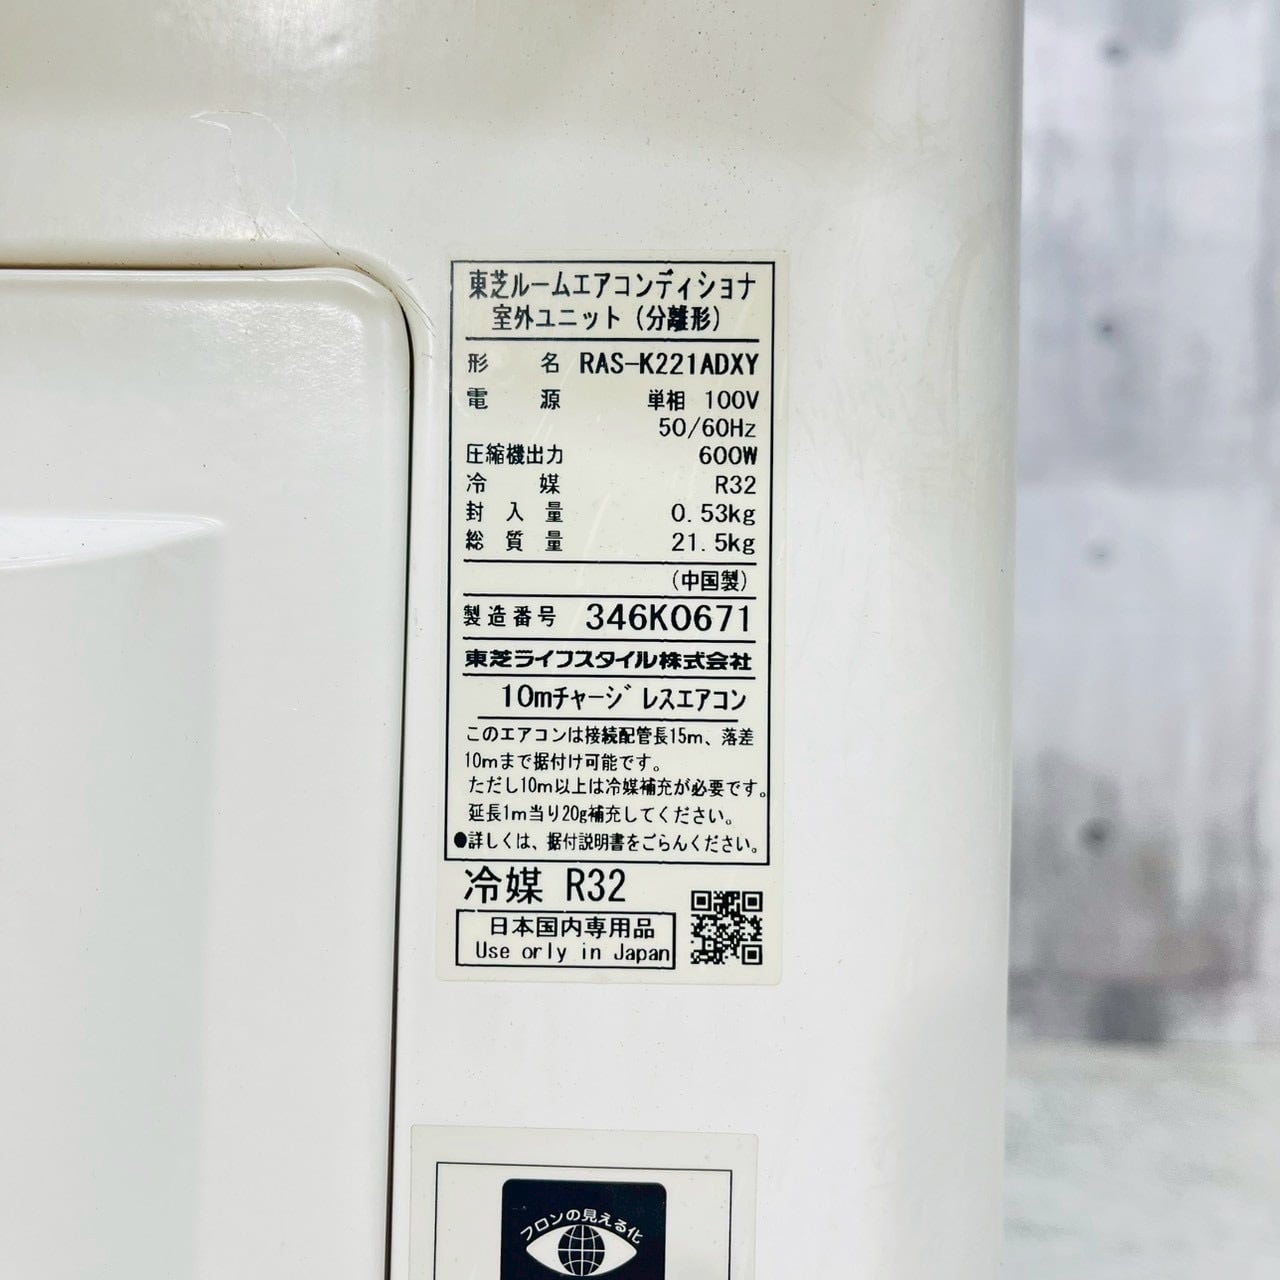 東芝ルームエアコンディショナ
室外ユニット（分離形）
形名 RAS-K221ADXY
電源 単相 100V
50/60Hz
圧縮機出力 600W
冷媒 R32
封入量 0.53kg
総質量 21.5kg
（中国製）
製造番号 346K0671
東芝ライフスタイル株式会社
10mチャージレスエアコン
このエアコンは接続配管長15m、落差
10mまで据付け可能です。
ただし10m以上は冷媒補充が必要です。
延長1m当り20g補充してください。
●詳しくは、据付説明書をごらんください。
冷媒 R32
日本国内専用品
Use only in Japan
フロンの見える化